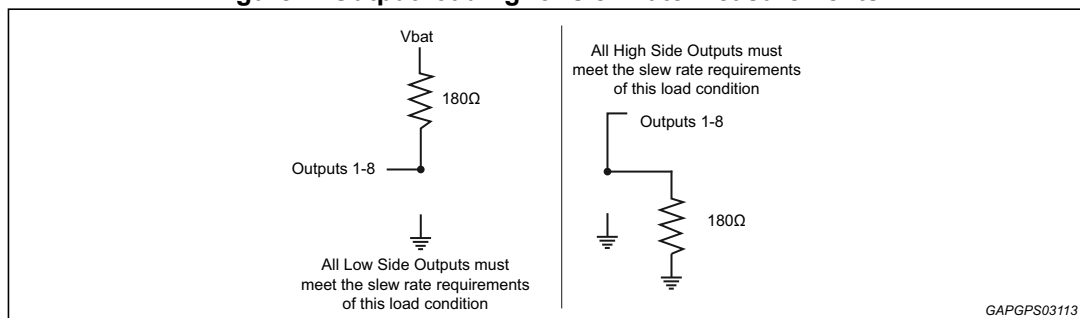 Vbat
180Ω
Outputs 1-8
All Low Side Outputs must
meet the slew rate requirements
of this load condition
All High Side Outputs must
meet the slew rate requirements
of this load condition
Outputs 1-8
180Ω
GAPGPS03113